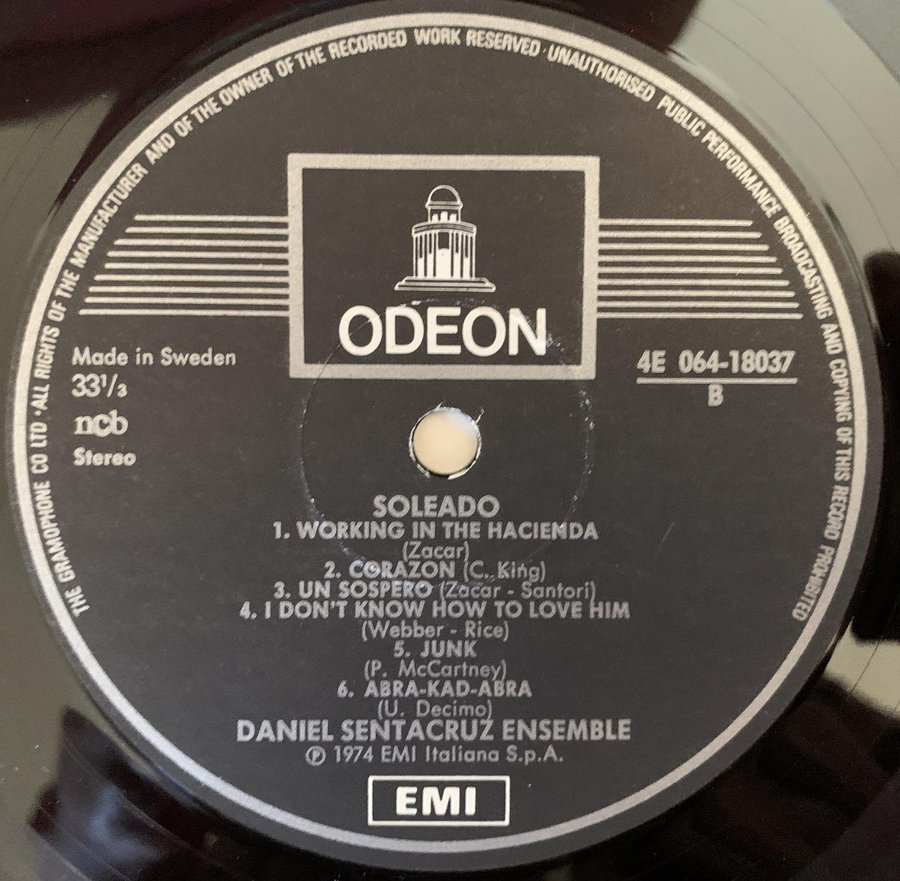 THE GRAMOPHONE CO LTD · ALL RIGHTS OF THE MANUFACTURER AND OF THE OWNER OF THE RECORDED WORK RESERVED · UNAUTHORISED PUBLIC PERFORMANCE BROADCASTING AND COPYING OF THIS RECORD PROHIBITED
ODEON
Made in Sweden
33 1/3
ncb
Stereo
4E 064-18037
B
SOLEADO
1. WORKING IN THE HACIENDA
(Zacar)
2. CORAZON (C. King)
3. UN SOSPERO (Zacar - Santori)
4. I DON'T KNOW HOW TO LOVE HIM
(Webber - Rice)
5. JUNK
(P. McCartney)
6. ABRA-KAD-ABRA
(U. Decimo)
DANIEL SENTACRUZ ENSEMBLE
℗ 1974 EMI Italiana S.p.A.
EMI